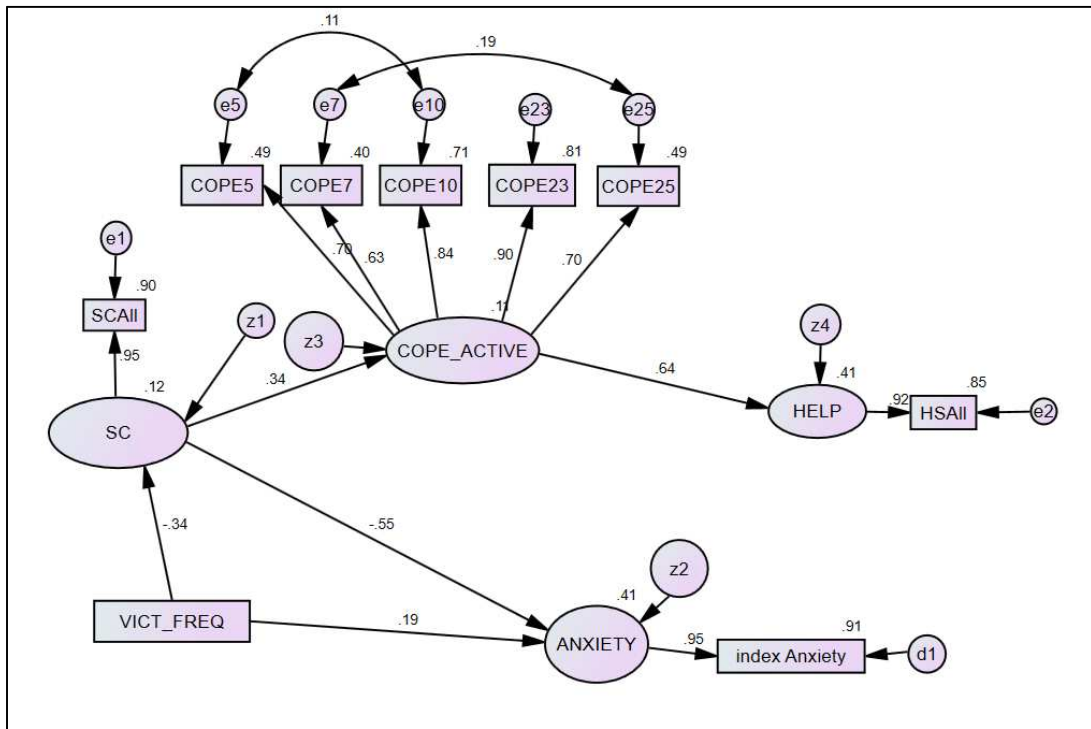 .11
.19
e5
e7
e10
e23
e25
.49
.40
.71
.81
.49
COPE5
COPE7
COPE10
COPE23
COPE25
e1
.90
SCAll
.95
.12
SC
z1
z3
.70
.63
.84
.90
.70
.11
COPE_ACTIVE
.34
z4
.64
.41
HELP
.92
.85
HSAll
e2
-.34
-.55
VICT_FREQ
.19
z2
.41
ANXIETY
.95
.91
index Anxiety
d1